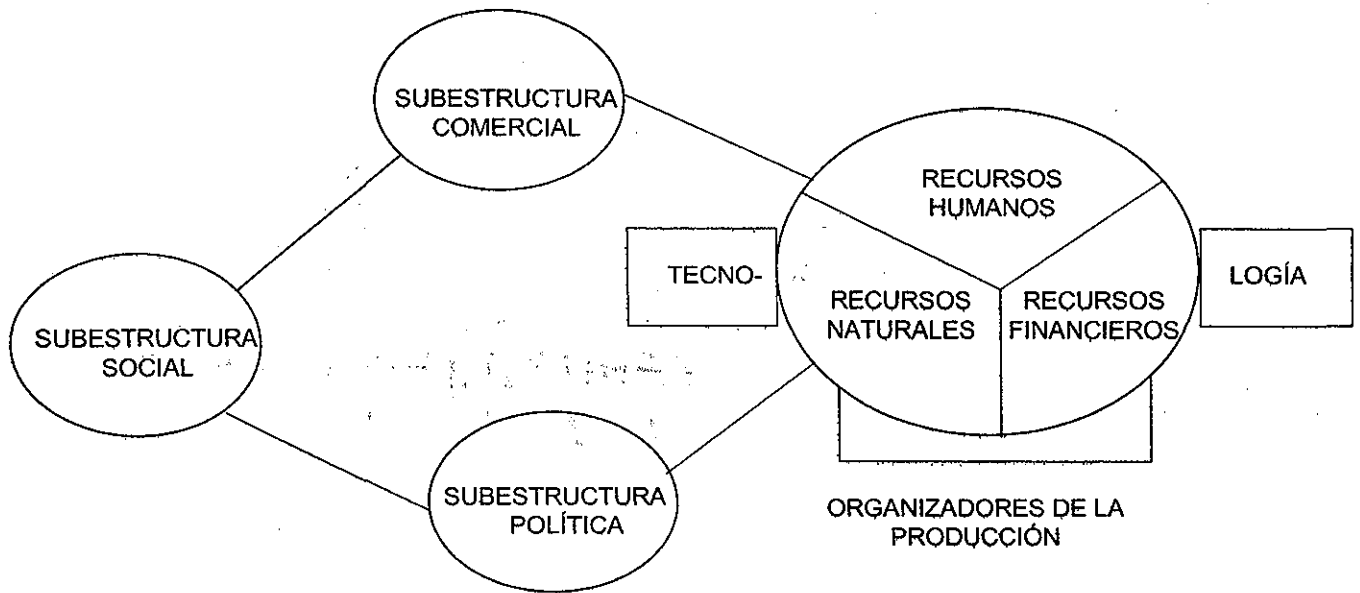 SUBESTRUCTURA
COMERCIAL
RECURSOS
HUMANOS
TECNO-
LOGÍA
RECURSOS
NATURALES
RECURSOS
FINANCIEROS
SUBESTRUCTURA
SOCIAL
SUBESTRUCTURA
POLÍTICA
ORGANIZADORES DE LA
PRODUCCIÓN